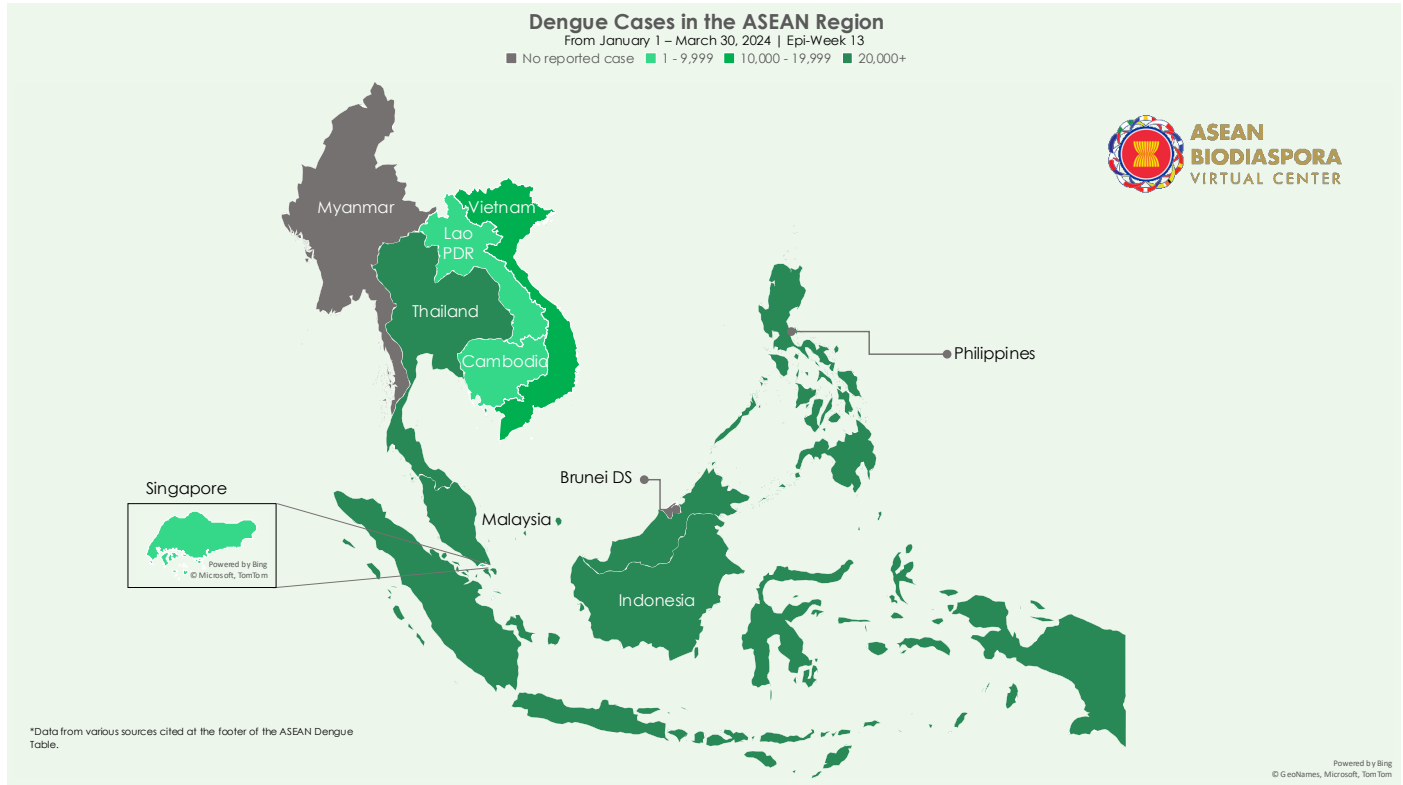 Dengue Cases in the ASEAN Region
From January 1 – March 30, 2024 | Epi-Week 13
No reported case 1 - 9,999 10,000 - 19,999 20,000+
ASEAN
BIODIASPORA
VIRTUAL CENTER
Myanmar
Vietnam
Lao
PDR
Thailand
Cambodia
Philippines
Brunei DS
Singapore
Malaysia
Powered by Bing
© Microsoft, TomTom
Indonesia
*Data from various sources cited at the footer of the ASEAN Dengue
Table.
Powered by Bing
© GeoNames, Microsoft, TomTom